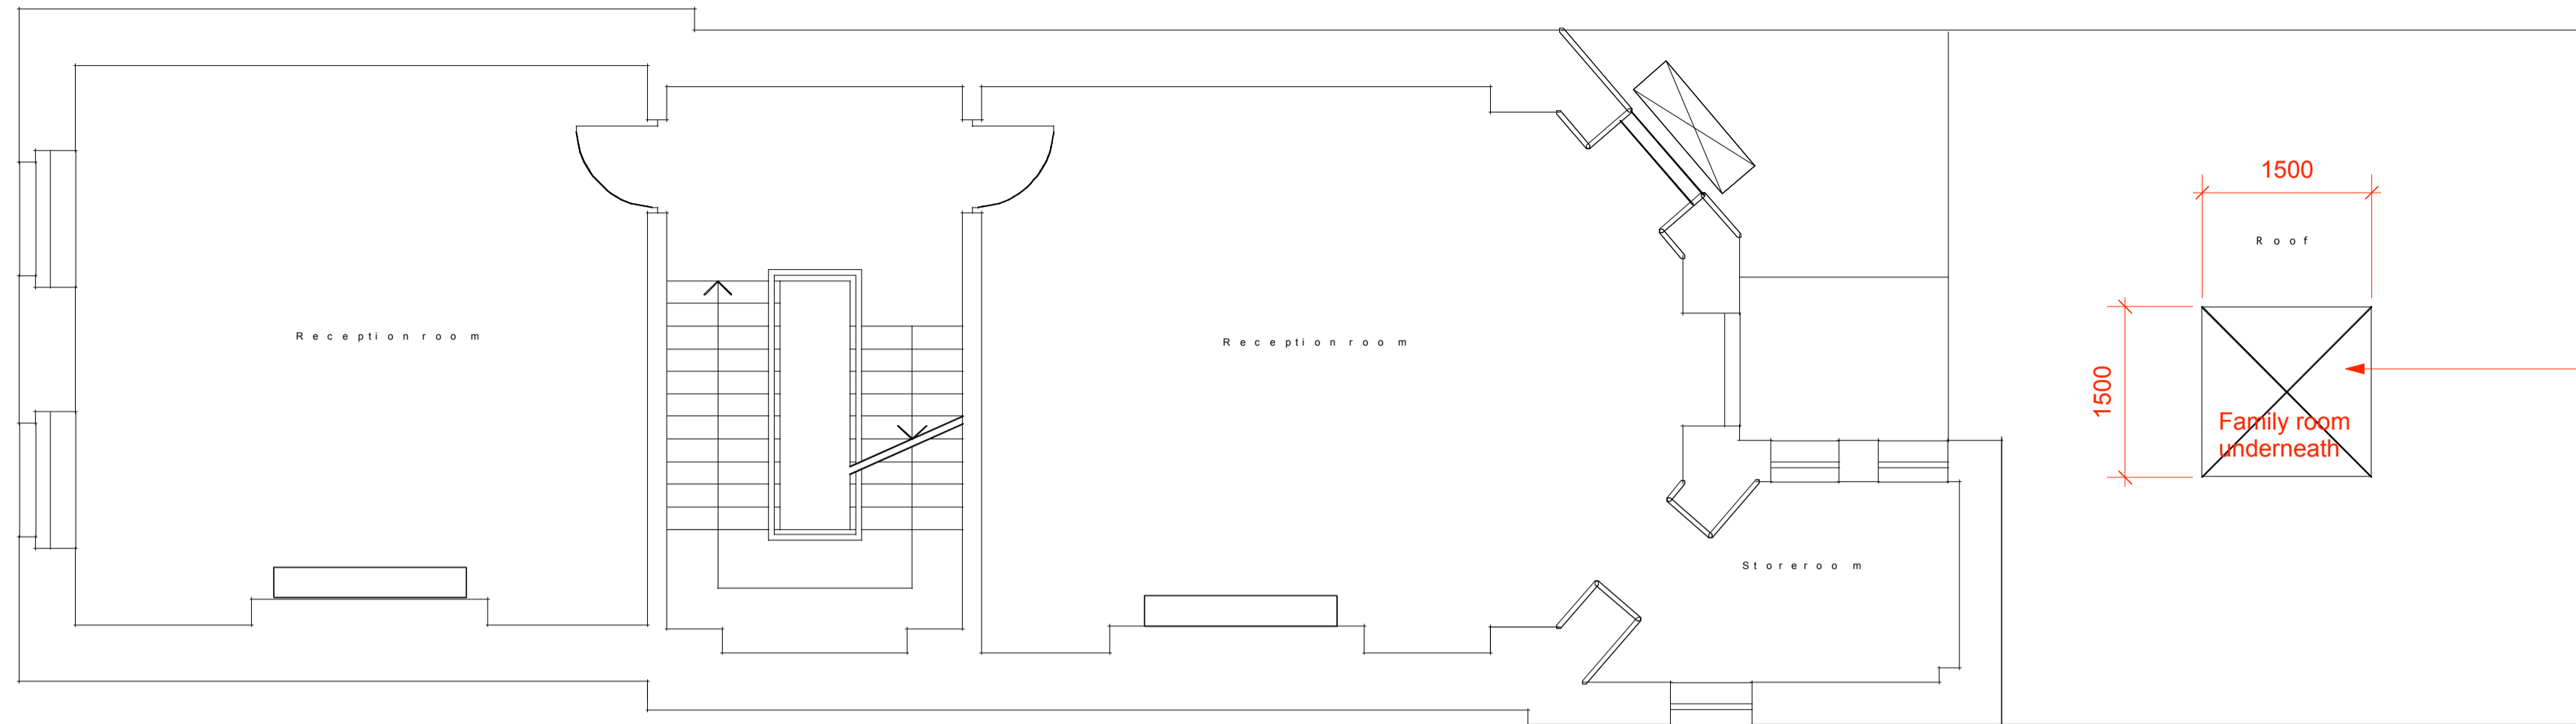 1500
Roof
Reception room
Reception room
1500
Family room
underneath
Storeroom